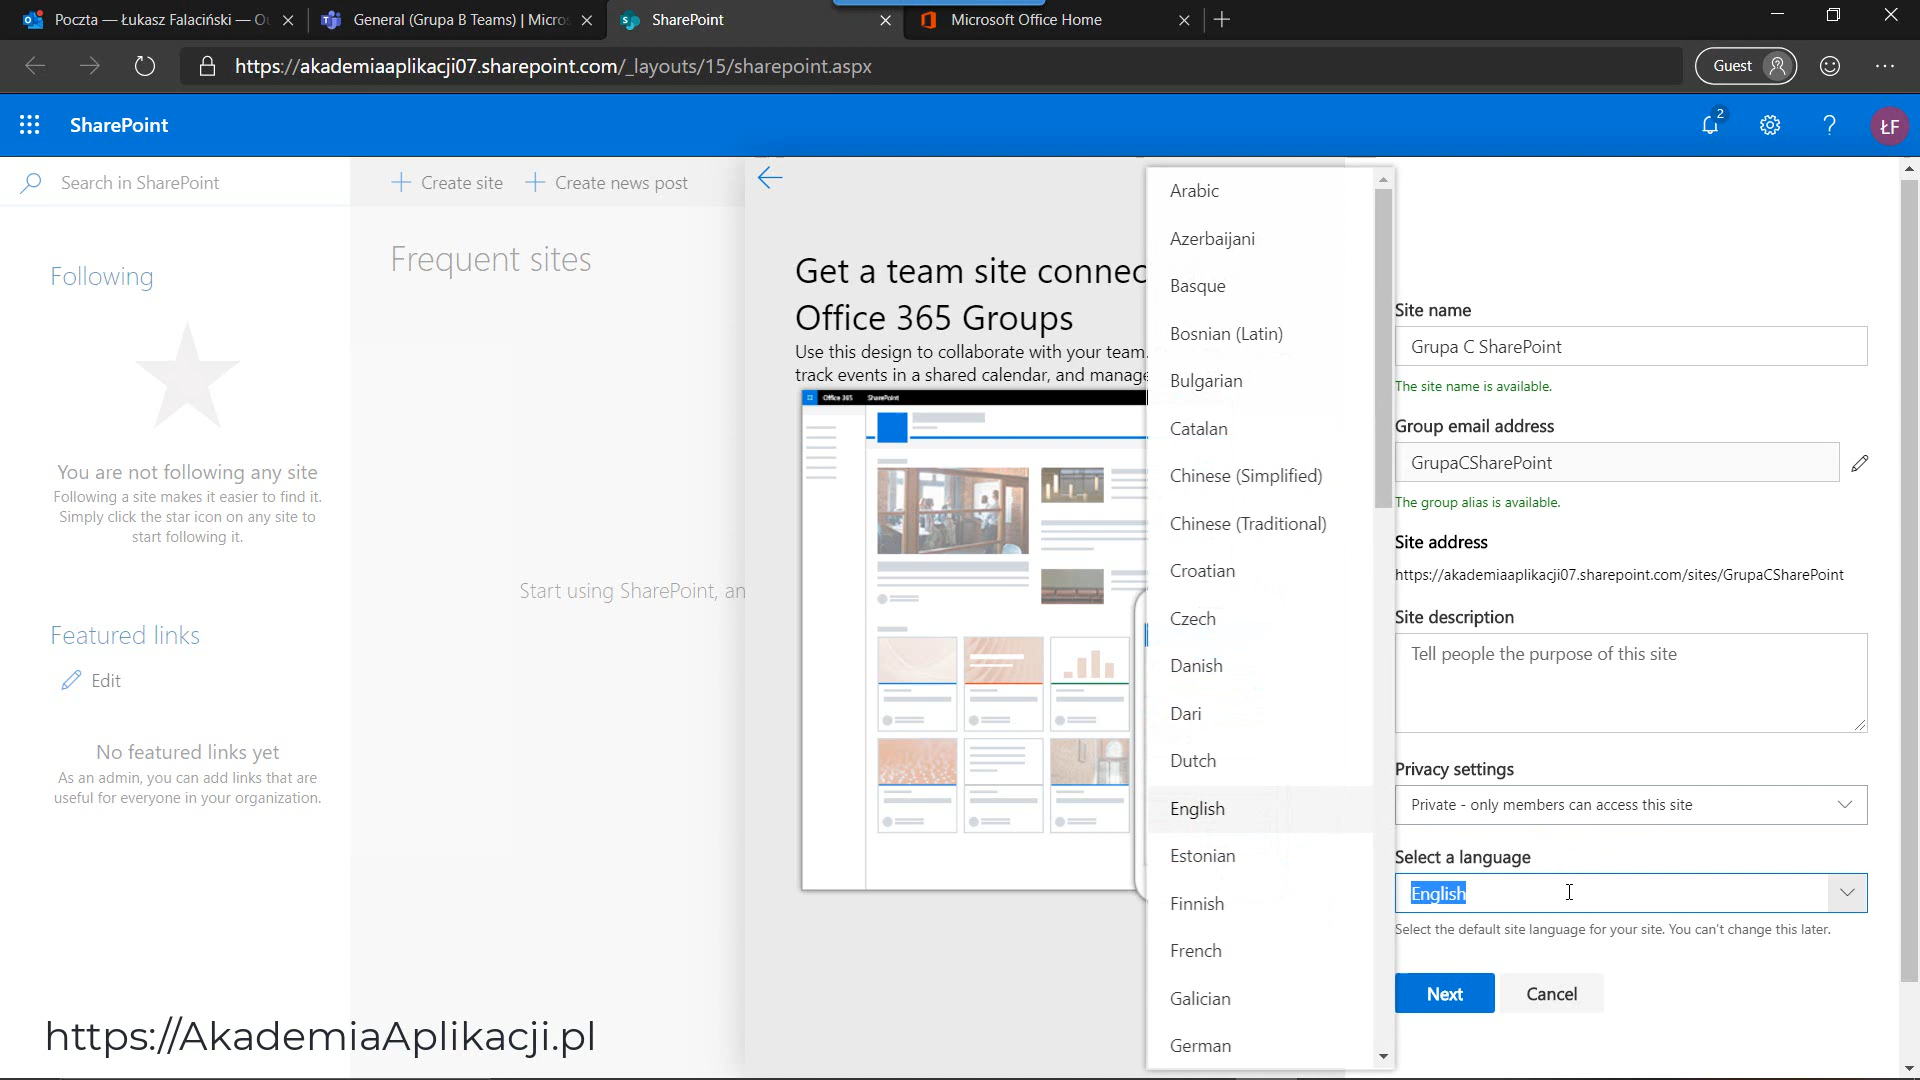 Poczta — Łukasz Falaciński — Ou
General (Grupa B Teams) | Micros
SharePoint
Microsoft Office Home
https://akademiaaplikacji07.sharepoint.com/_layouts/15/sharepoint.aspx
Guest
SharePoint
2
?
ŁF
Search in SharePoint
Create site
Create news post
Following
You are not following any site
Following a site makes it easier to find it.
Simply click the star icon on any site to
start following it.
Featured links
Edit
No featured links yet
As an admin, you can add links that are
useful for everyone in your organization.
Frequent sites
Start using SharePoint, an
Get a team site connec
Office 365 Groups
Use this design to collaborate with your team.
track events in a shared calendar, and manage
Office 365
SharePoint
Arabic
Azerbaijani
Basque
Bosnian (Latin)
Bulgarian
Catalan
Chinese (Simplified)
Chinese (Traditional)
Croatian
Czech
Danish
Dari
Dutch
English
Estonian
Finnish
French
Galician
German
Site name
Grupa C SharePoint
The site name is available.
Group email address
GrupaCSharePoint
The group alias is available.
Site address
https://akademiaaplikacji07.sharepoint.com/sites/GrupaCSharePoint
Site description
Tell people the purpose of this site
Privacy settings
Private - only members can access this site
Select a language
English
Select the default site language for your site. You can't change this later.
Next
Cancel
https://AkademiaAplikacji.pl